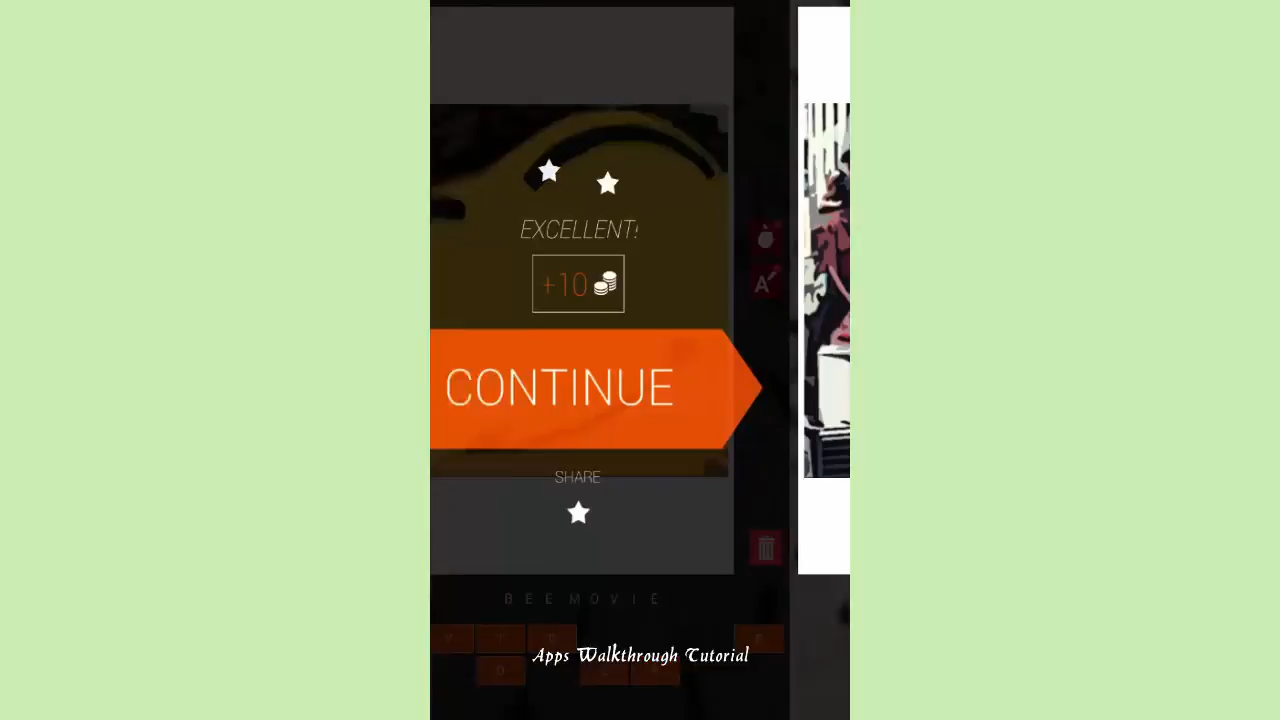 EXCELLENT!
+10
A
CONTINUE
SHARE
BEEMOVIE
Apps Walkthrough Tutorial